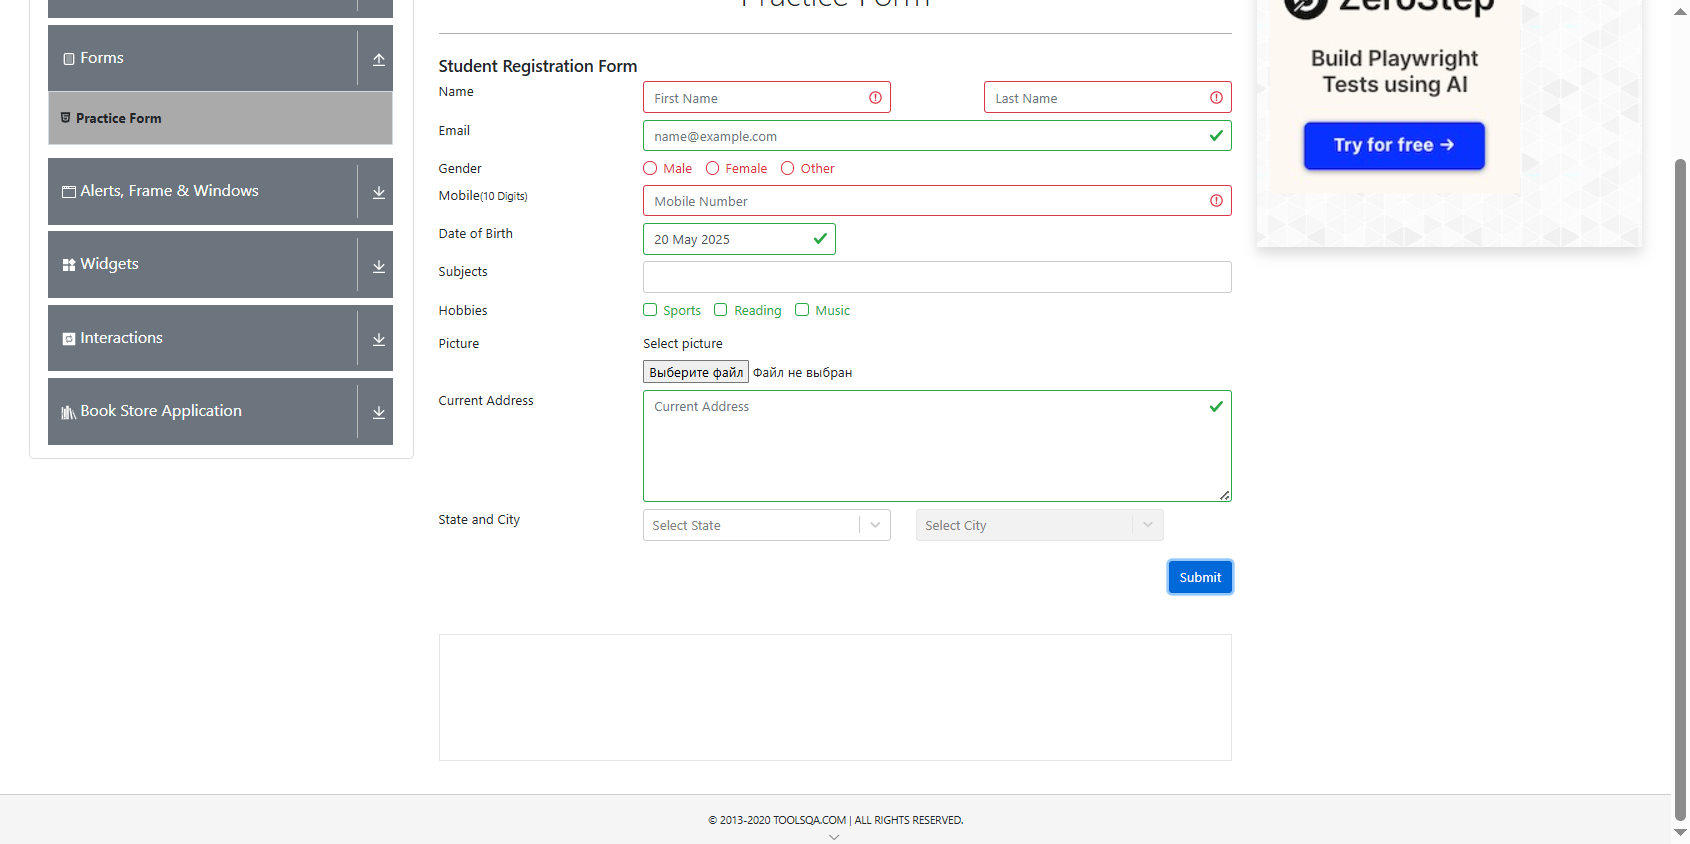 Practice Form
ZeroStep
Forms
Practice Form
Alerts, Frame & Windows
Widgets
Interactions
Book Store Application
Student Registration Form
Name
First Name
Last Name
Email
name@example.com
Gender
Male
Female
Other
Mobile(10 Digits)
Mobile Number
Date of Birth
20 May 2025
Subjects
Hobbies
Sports
Reading
Music
Picture
Select picture
Выберите файл
Файл не выбран
Current Address
Current Address
State and City
Select State
Select City
Submit
Build Playwright
Tests using AI
Try for free →
© 2013-2020 TOOLSQA.COM | ALL RIGHTS RESERVED.